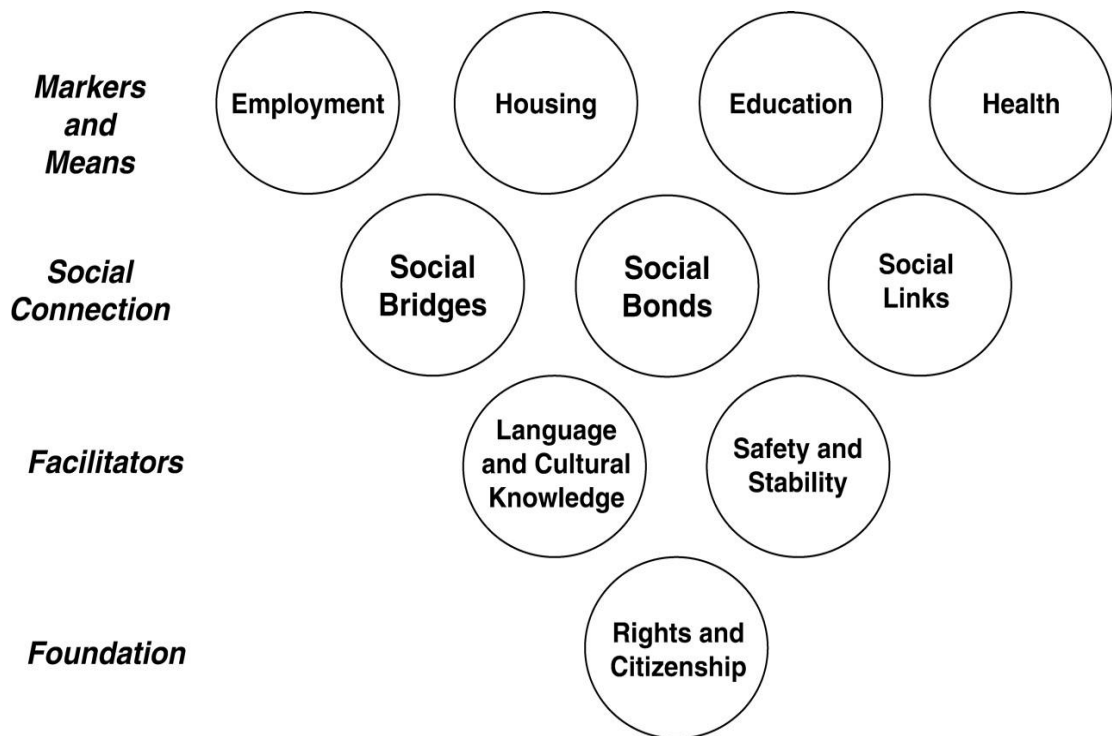 Markers
and
Means
Employment
Housing
Education
Health
Social
Connection
Social
Bridges
Social
Bonds
Social
Links
Facilitators
Language
and Cultural
Knowledge
Safety and
Stability
Foundation
Rights and
Citizenship